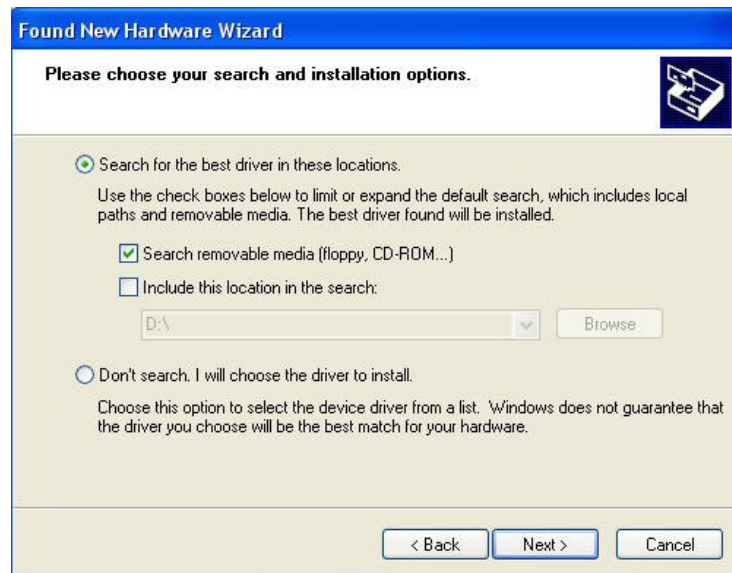 Found New Hardware Wizard
Please choose your search and installation options.
Search for the best driver in these locations.
Use the check boxes below to limit or expand the default search, which includes local
paths and removable media. The best driver found will be installed.
Search removable media (floppy, CD-ROM...)
Include this location in the search:
D:\
Browse
Don't search. I will choose the driver to install.
Choose this option to select the device driver from a list. Windows does not guarantee that
the driver you choose will be the best match for your hardware.
< Back Next > Cancel